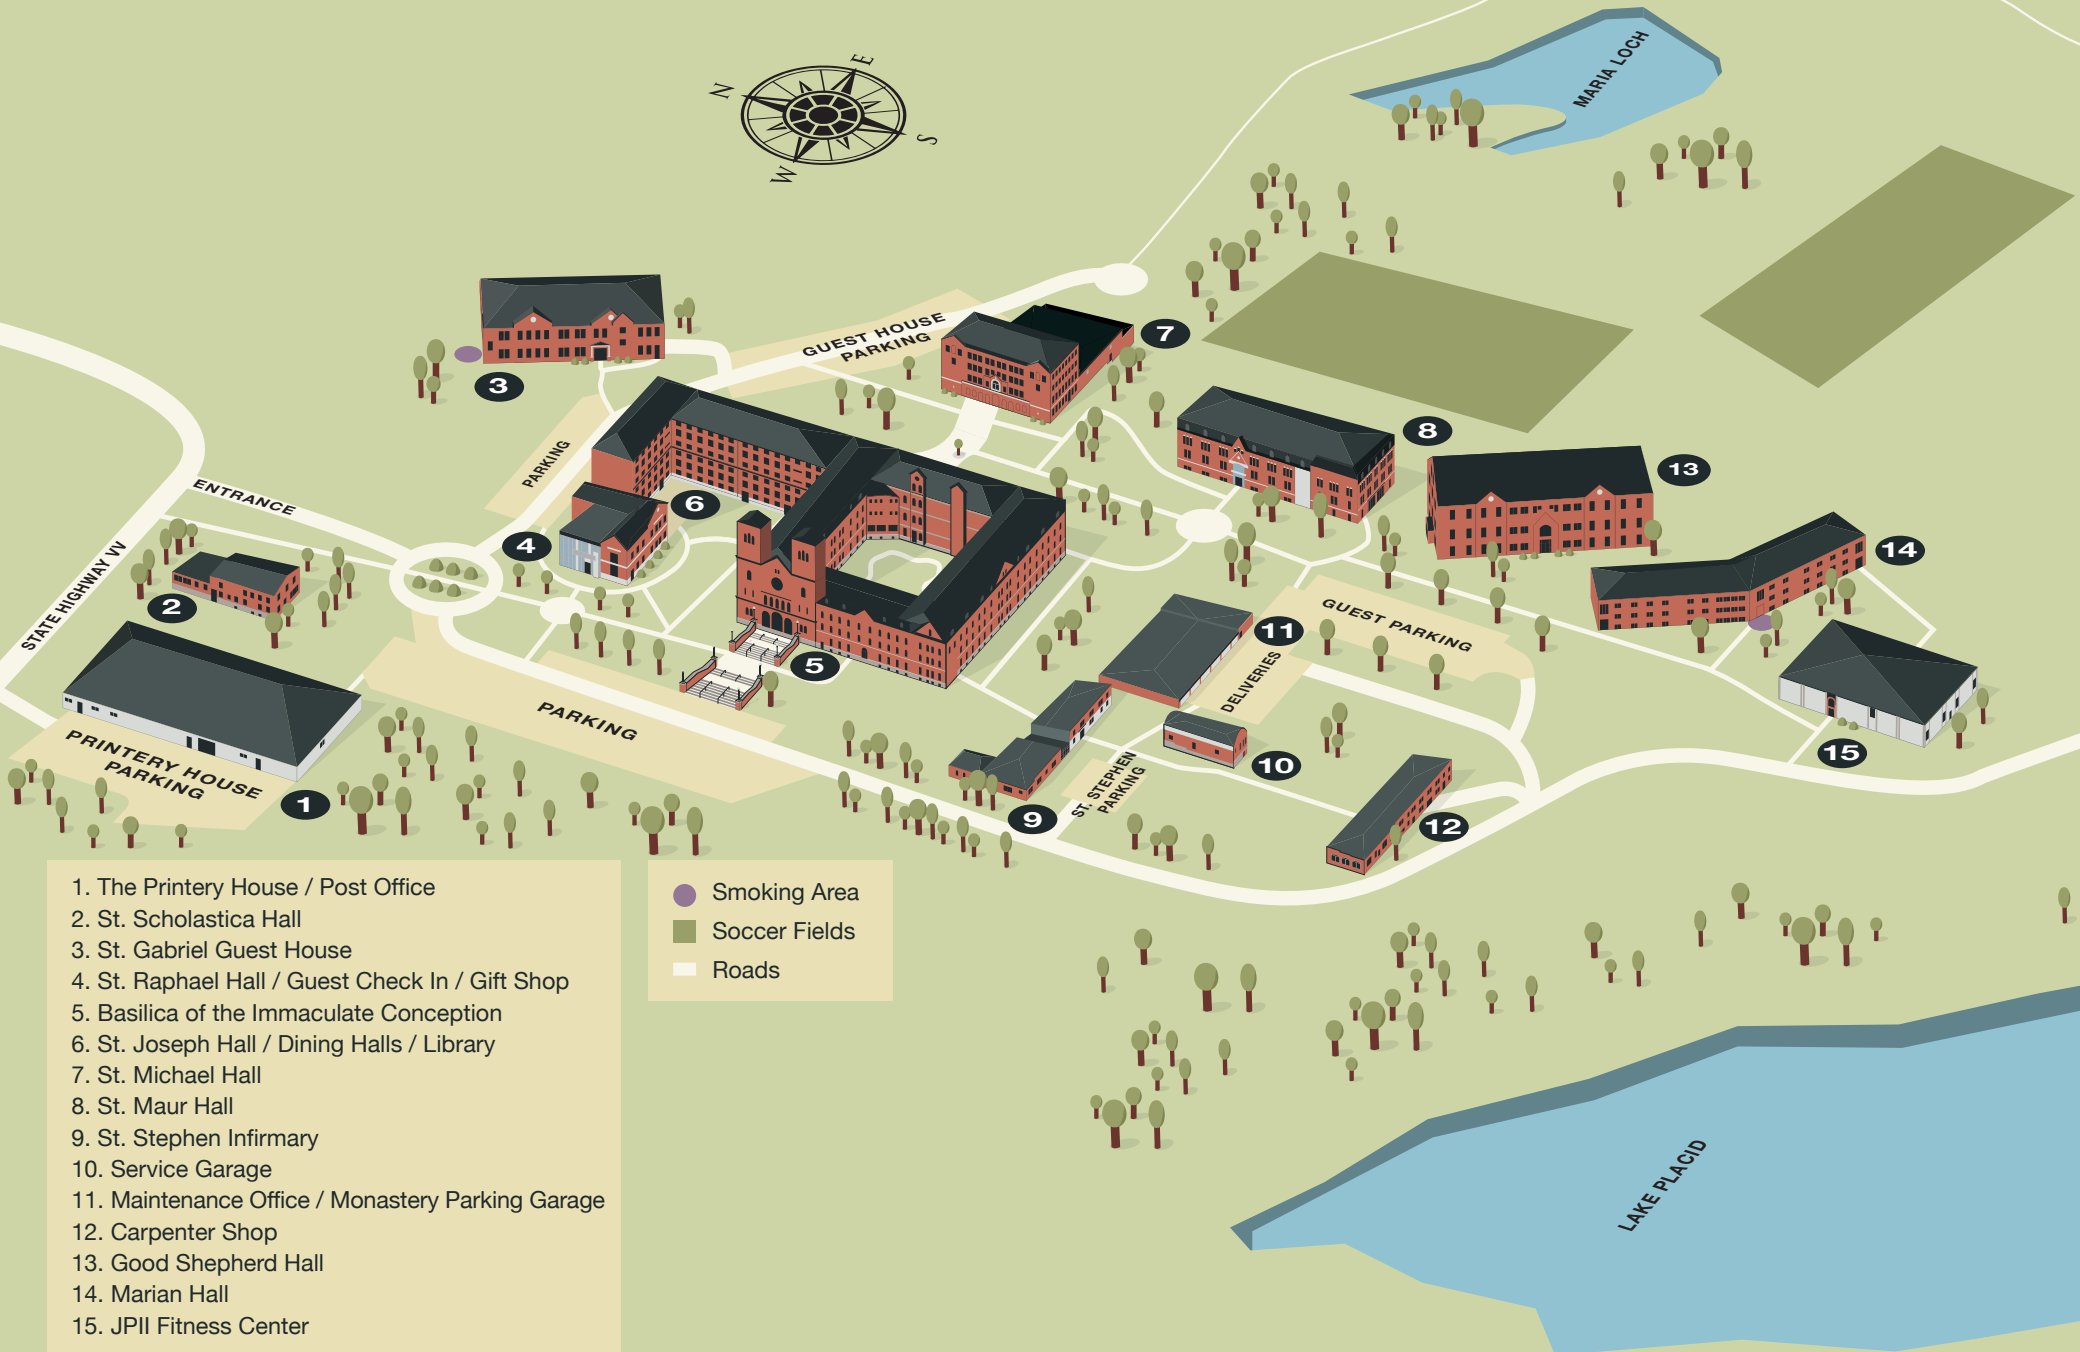 MARIA LOCH
E
N
S
W
GUEST HOUSE
PARKING
7
3
PARKING
8
13
ENTRANCE
6
4
14
STATE HIGHWAY VV
2
GUEST PARKING
11
5
DELIVERIES
PARKING
PRINTERY HOUSE
PARKING
1
15
10
ST. STEPHEN
PARKING
9
12
1. The Printery House / Post Office
2. St. Scholastica Hall
3. St. Gabriel Guest House
4. St. Raphael Hall / Guest Check In / Gift Shop
5. Basilica of the Immaculate Conception
6. St. Joseph Hall / Dining Halls / Library
7. St. Michael Hall
8. St. Maur Hall
9. St. Stephen Infirmary
10. Service Garage
11. Maintenance Office / Monastery Parking Garage
12. Carpenter Shop
13. Good Shepherd Hall
14. Marian Hall
15. JPII Fitness Center
Smoking Area
Soccer Fields
Roads
LAKE PLACID